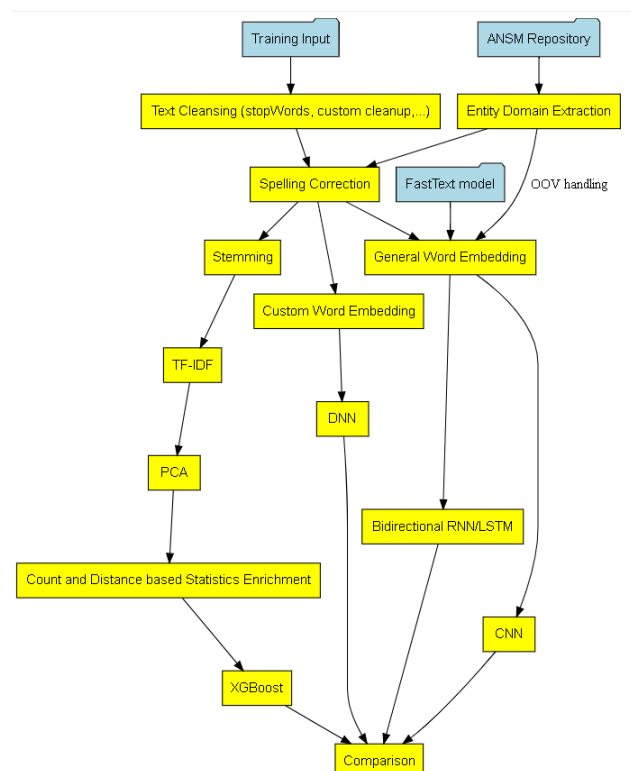 Training Input
ANSM Repository
Text Cleansing (stopWords, custom cleanup,...)
Entity Domain Extraction
Spelling Correction
FastText model
OOV handling
Stemming
General Word Embedding
Custom Word Embedding
TF-IDF
DNN
PCA
Bidirectional RNN/LSTM
Count and Distance based Statistics Enrichment
CNN
XGBoost
Comparison